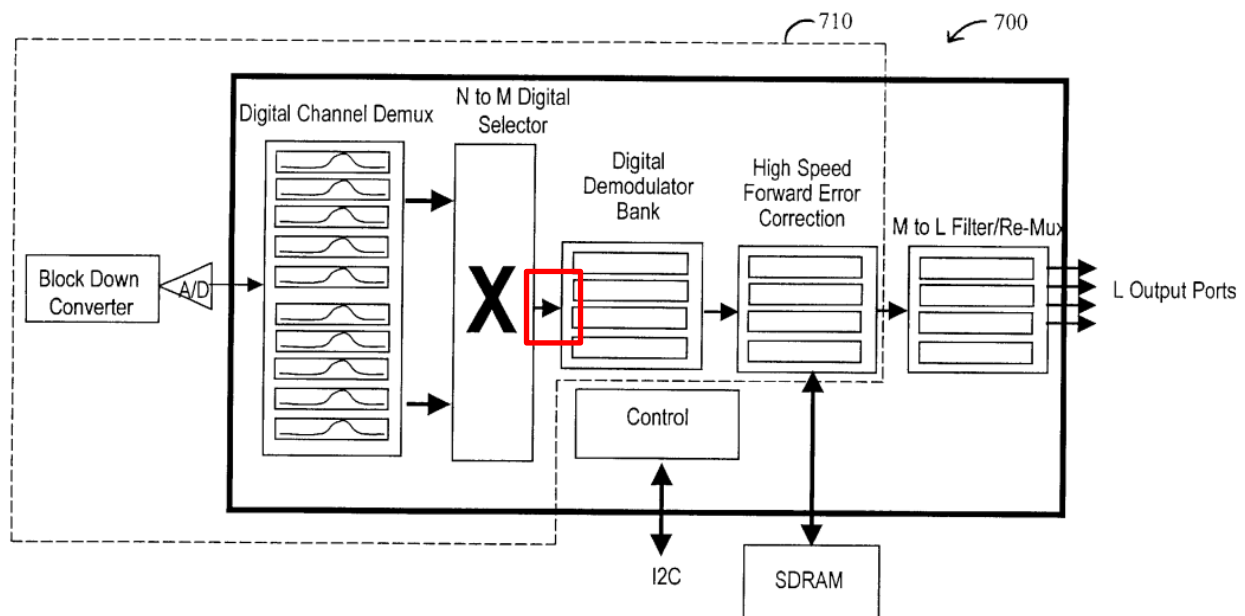 710
700
Digital Channel Demux
N to M Digital
Selector
Digital
Demodulator
Bank
High Speed
Forward Error
Correction
M to L Filter/Re-Mux
Block Down
Converter
A/D
X
L Output Ports
Control
I2C
SDRAM